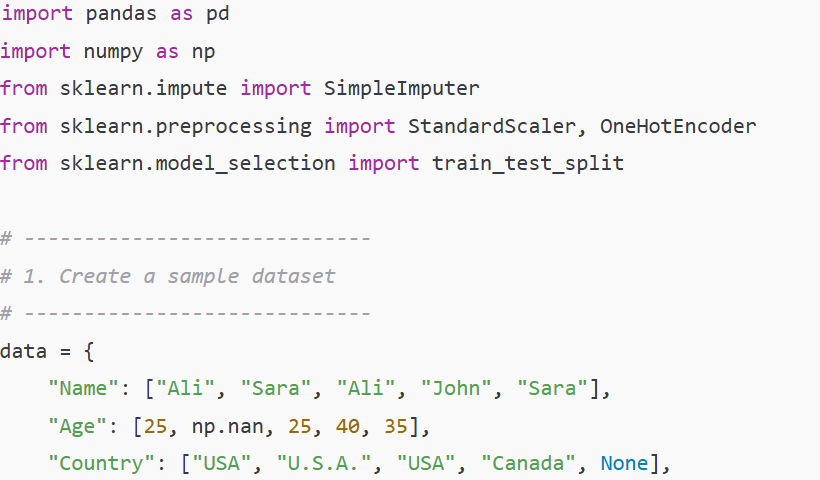 import pandas as pd
import numpy as np
from sklearn.impute import SimpleImputer
from sklearn.preprocessing import StandardScaler, OneHotEncoder
from sklearn.model_selection import train_test_split

# -----------------------------
# 1. Create a sample dataset
# -----------------------------
data = {
    "Name": ["Ali", "Sara", "Ali", "John", "Sara"],
    "Age": [25, np.nan, 25, 40, 35],
    "Country": ["USA", "U.S.A.", "USA", "Canada", None],